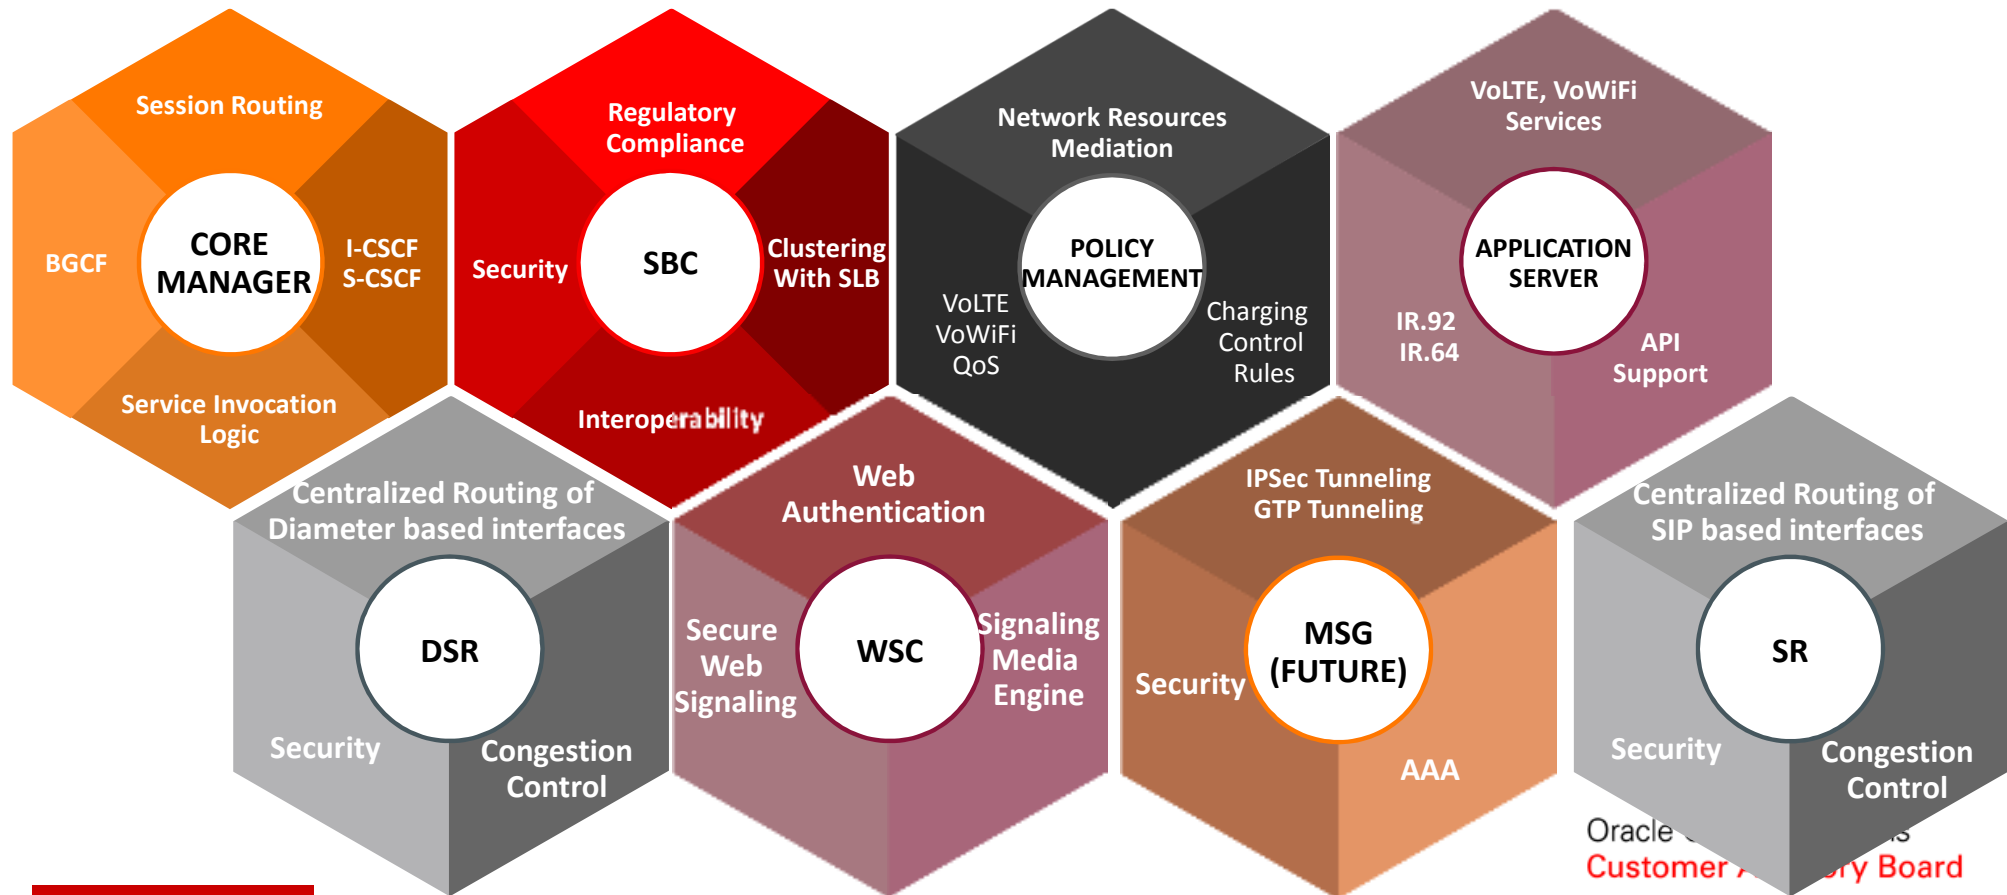 Session Routing
BGCF
CORE
MANAGER
I-CSCF
S-CSCF
Service Invocation
Logic
Regulatory
Compliance
Security
SBC
Clustering
With SLB
Interoperability
Network Resources
Mediation
POLICY
MANAGEMENT
VoLTE
VoWiFi
QoS
Charging
Control
Rules
VoLTE, VoWiFi
Services
APPLICATION
SERVER
IR.92
IR.64
API
Support
Centralized Routing of
Diameter based interfaces
DSR
Security
Congestion
Control
Web
Authentication
Secure
Web
Signaling
WSC
Signaling
Media
Engine
IPSec Tunneling
GTP Tunneling
MSG
(FUTURE)
Security
AAA
Centralized Routing of
SIP based interfaces
SR
Security
Congestion
Control
Oracle
Customer Board